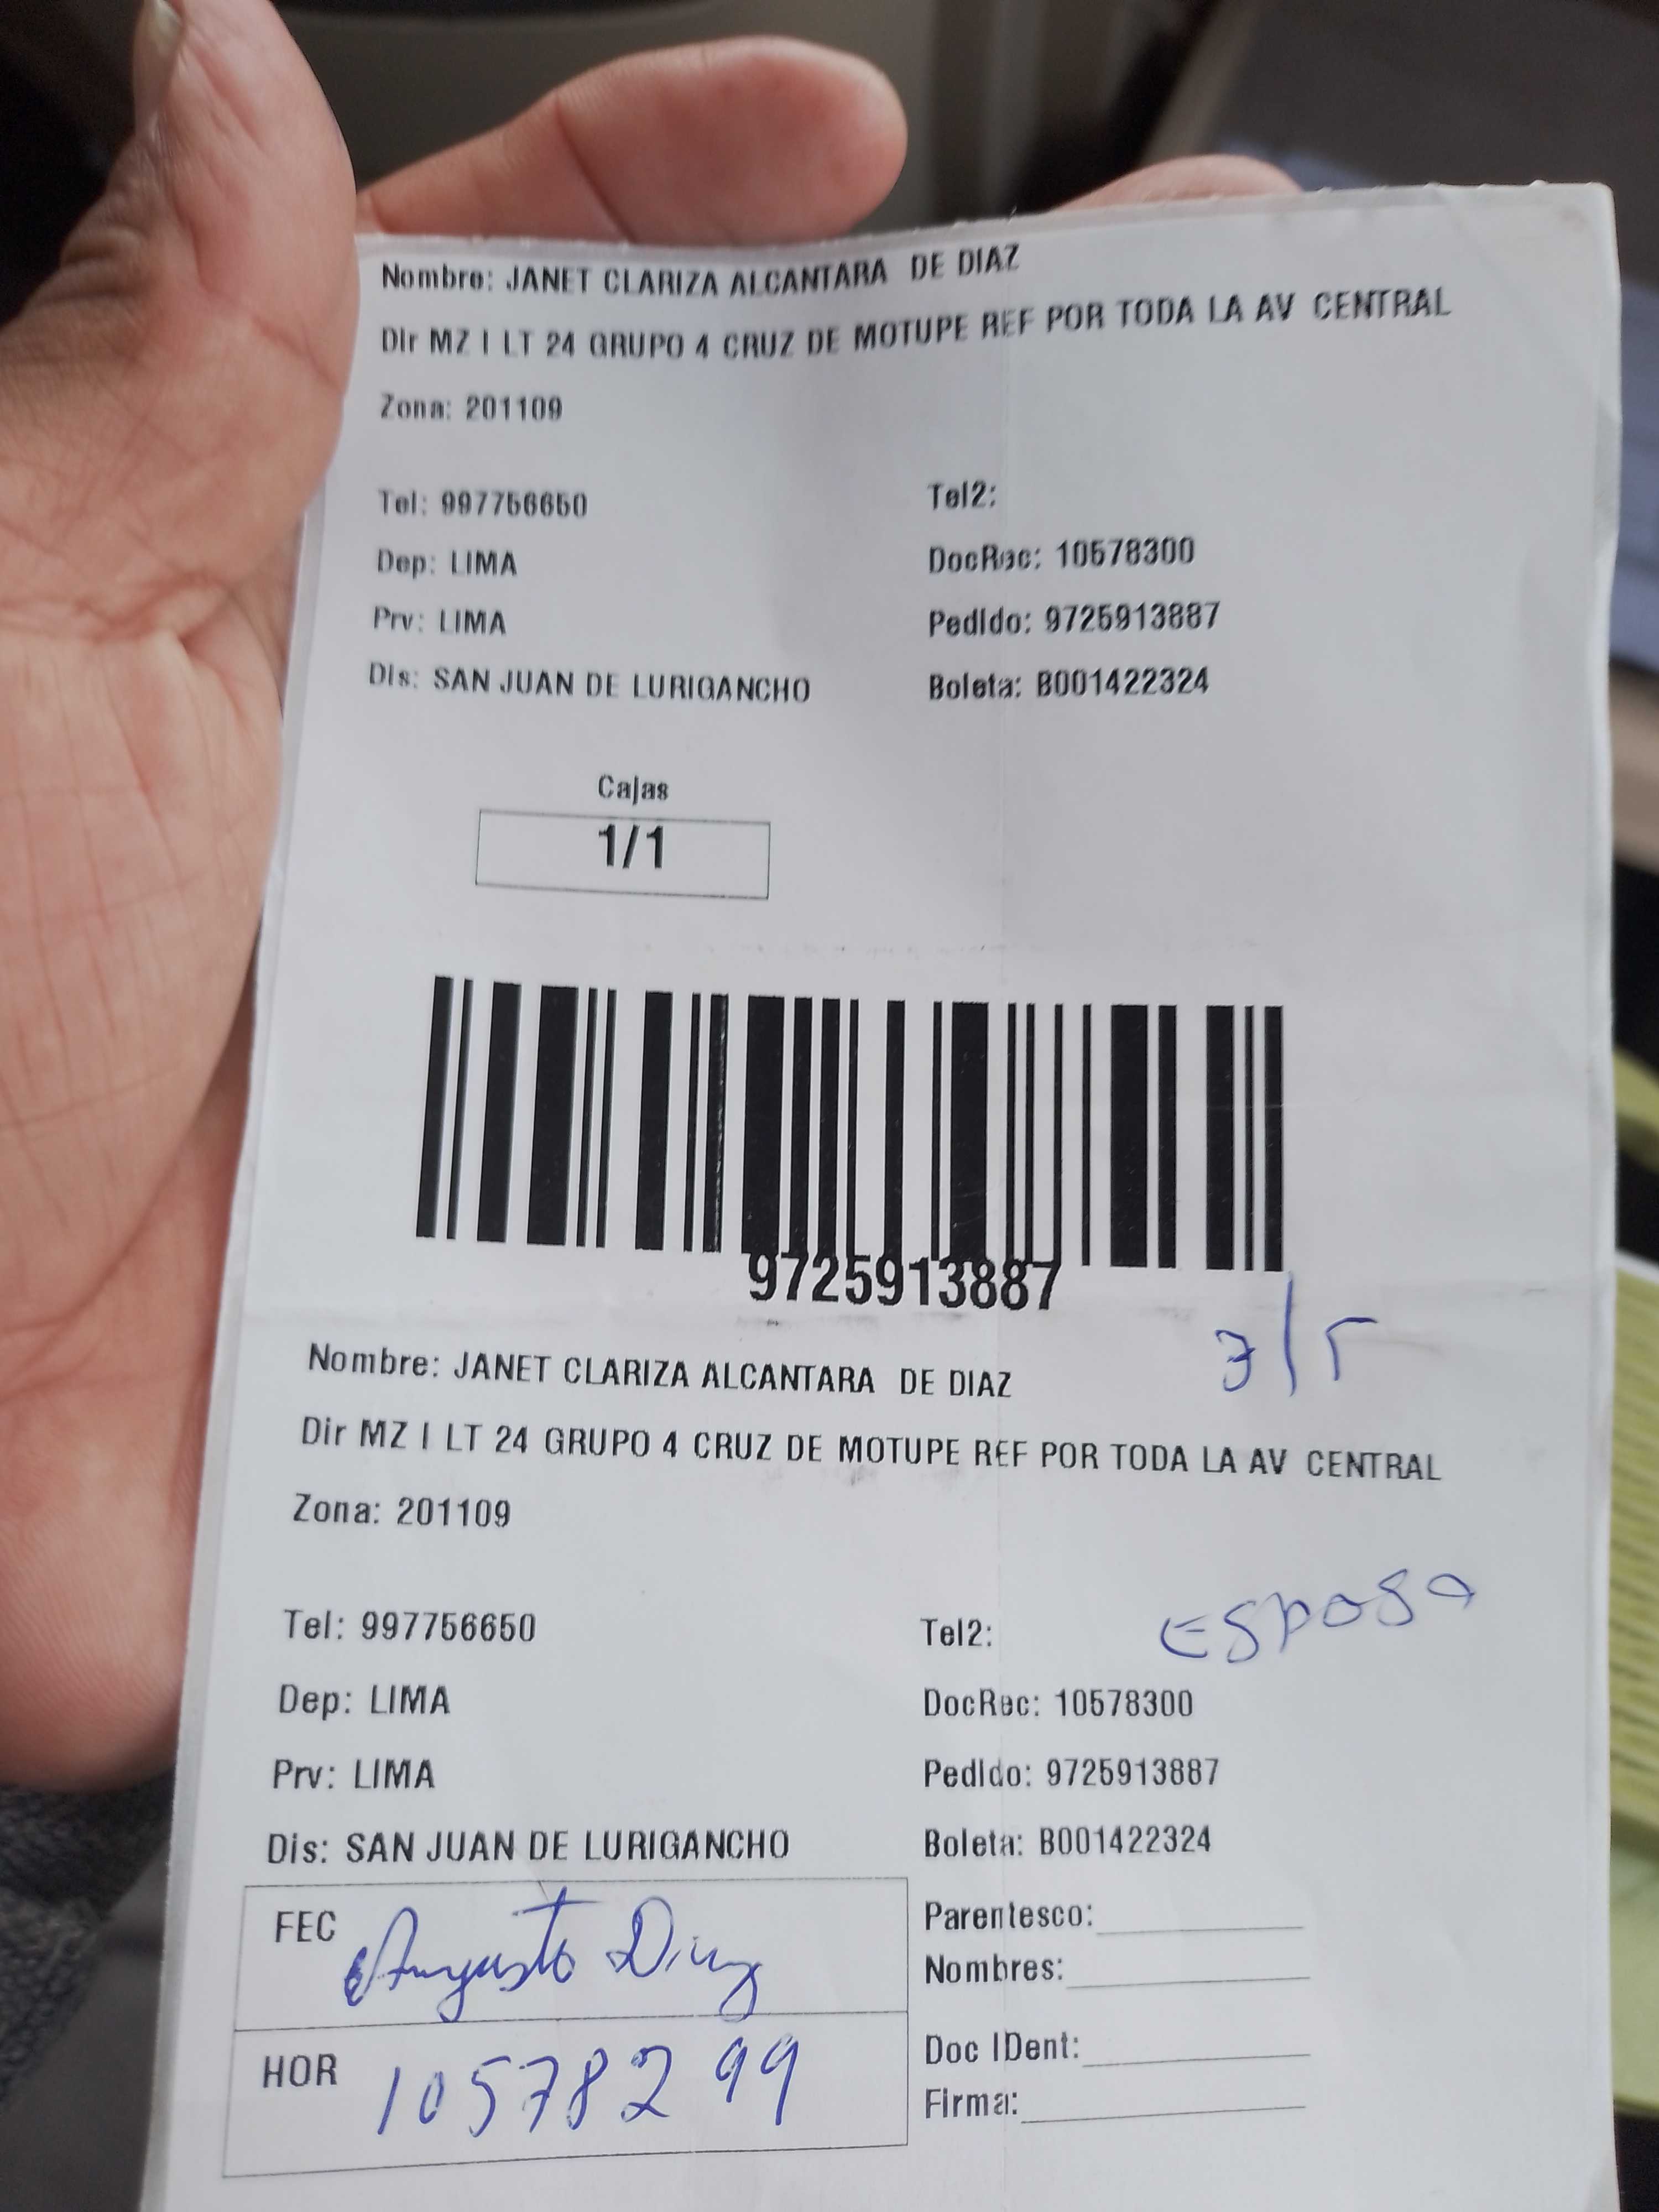 Nombre: JANET CLARIZA ALCANTARA DE DIAZ
Dir MZ I LT 24 GRUPO 4 CRUZ DE MOTUPE REF POR TODA LA AV CENTRAL
Zona: 201109
Tel: 997756650 Tel2:
Dep: LIMA DocRec: 10578300
Prv: LIMA Pedido: 9725913887
Dis: SAN JUAN DE LURIGANCHO Boleta: B001422324
Cajas
1/1
9725913887
Nombre: JANET CLARIZA ALCANTARA DE DIAZ
Dir MZ I LT 24 GRUPO 4 CRUZ DE MOTUPE REF POR TODA LA AV CENTRAL
Zona: 201109
Esposa
Tel: 997756650 Tel2:
Dep: LIMA DocRec: 10578300
Prv: LIMA Pedido: 9725913887
Dis: SAN JUAN DE LURIGANCHO Boleta: B001422324
FEC Augusto Diaz
HOR 10578299
Parentesco:
Nombres:
Doc IDent:
Firma: